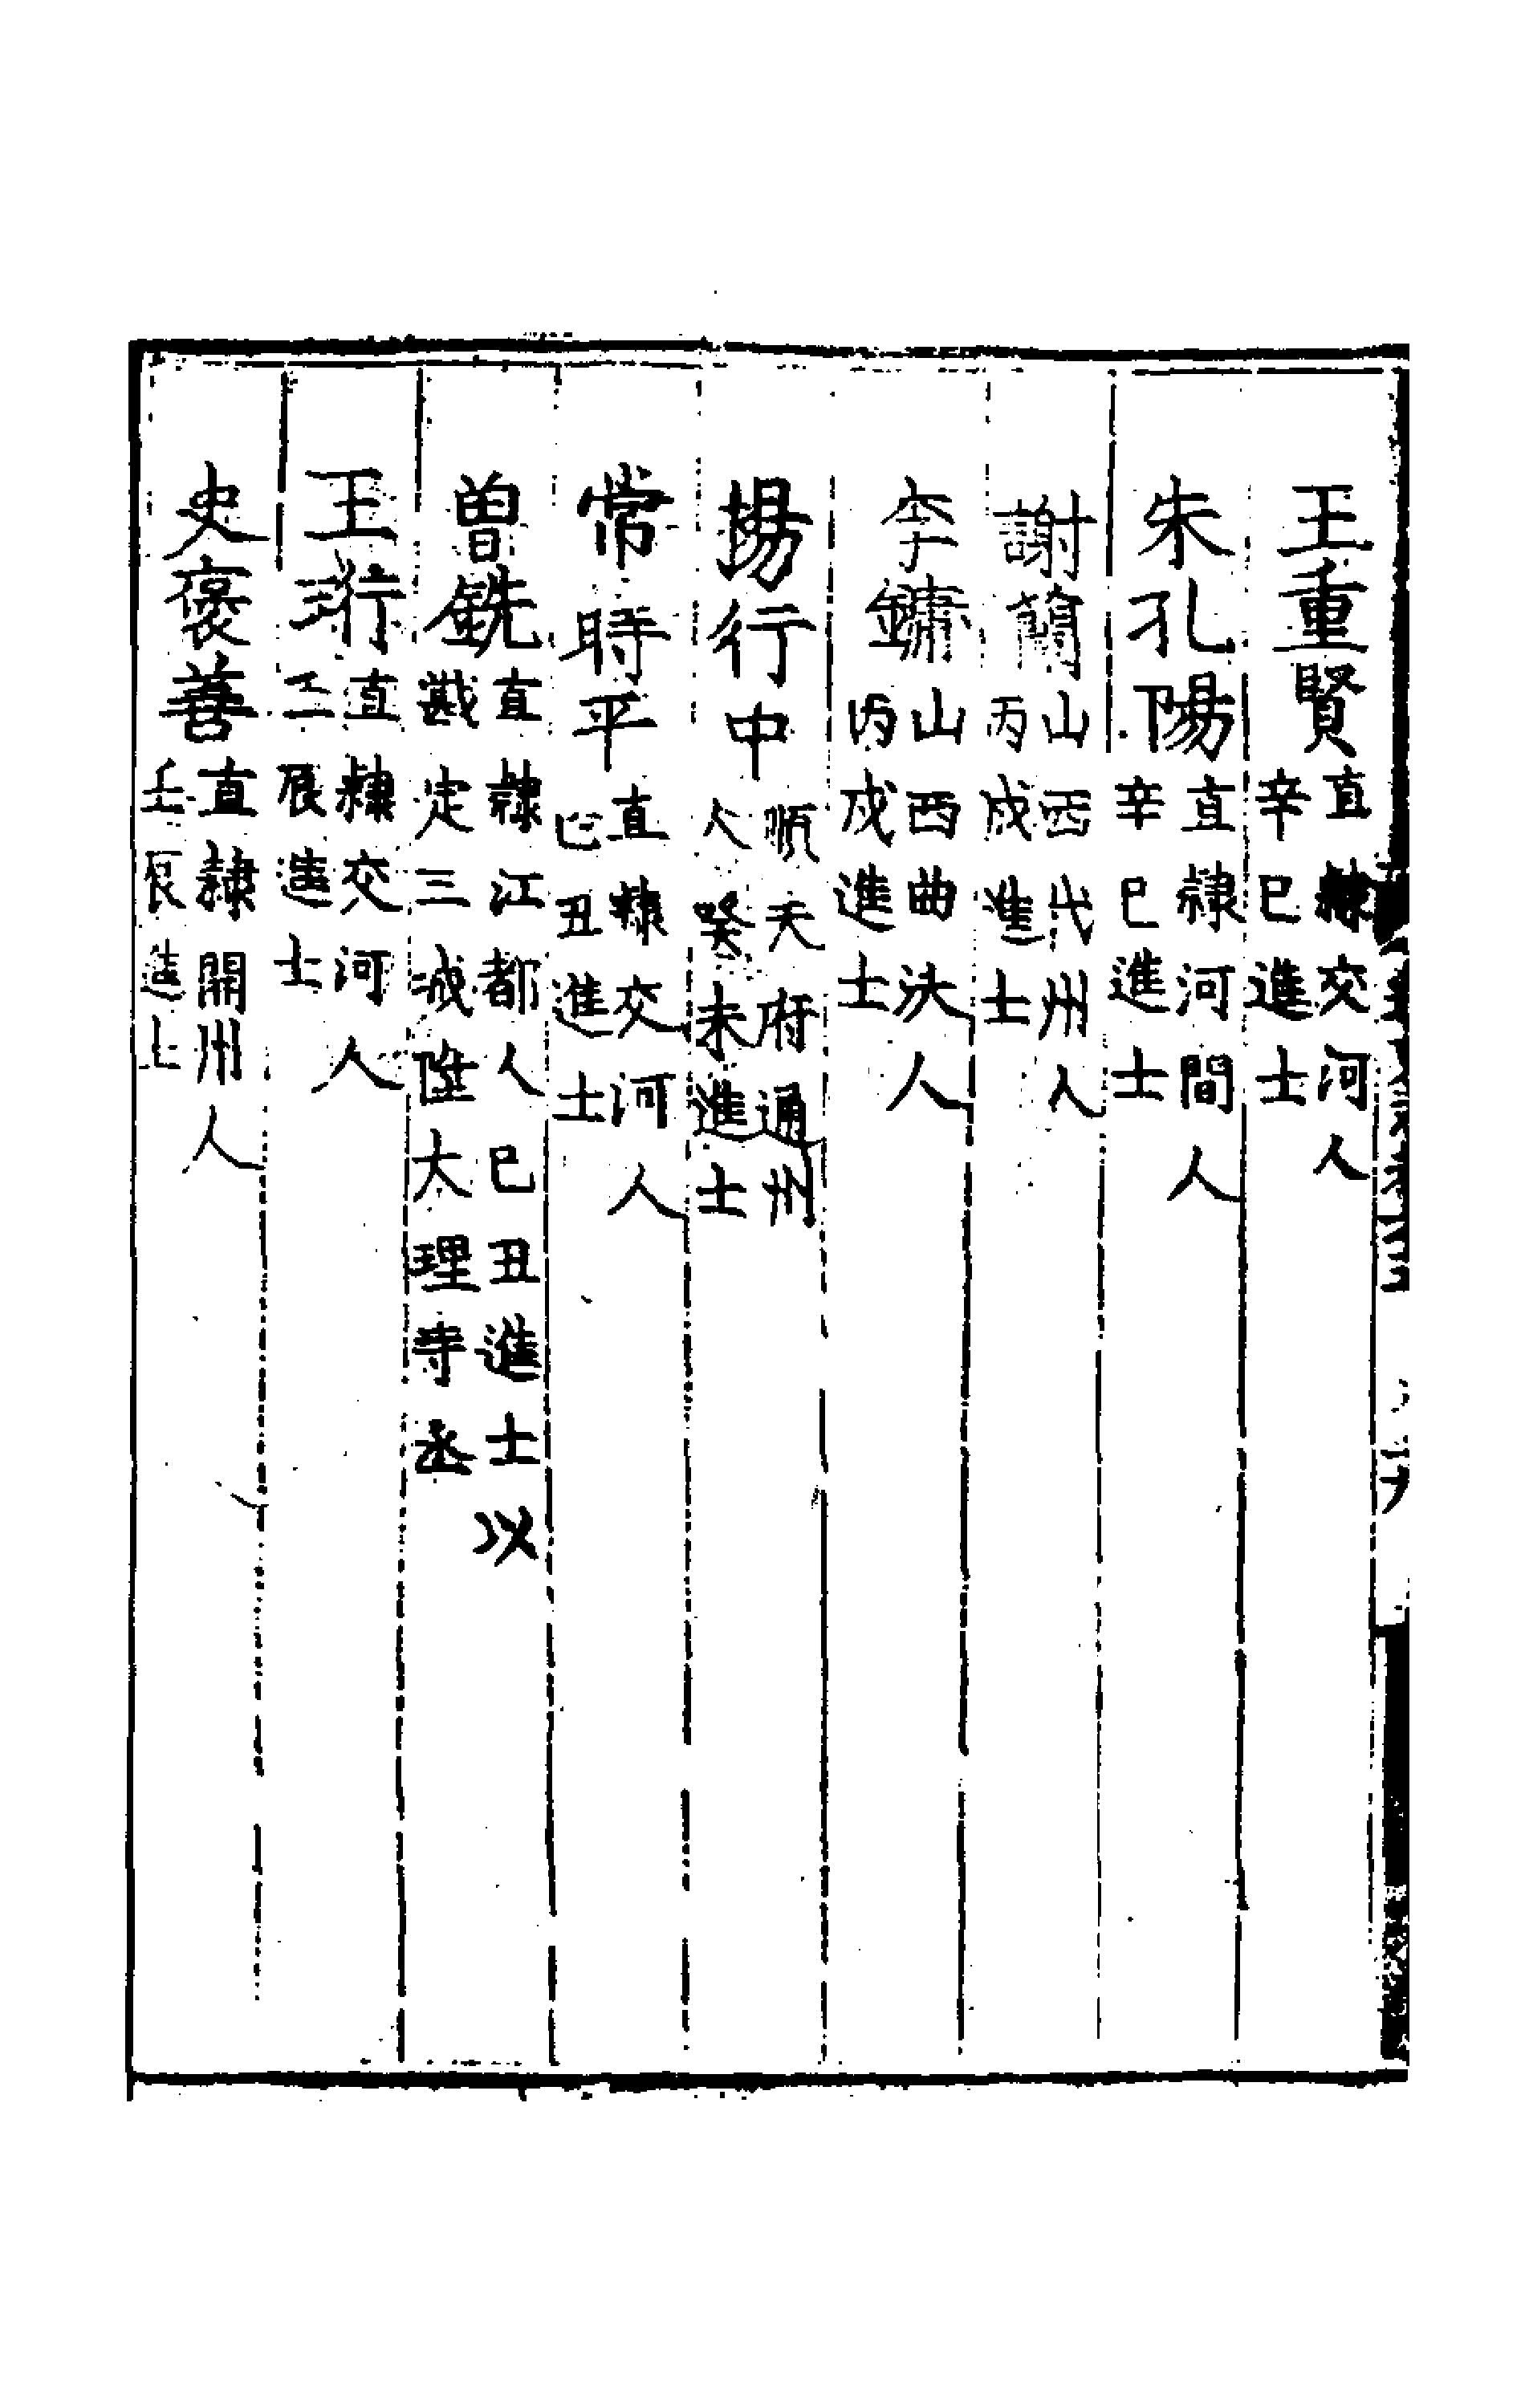 王重賢直隸交河人辛巳進士
朱孔陽直隸河間人辛巳進士
謝蘭山西代州人丙戌進士
李鏞山西曲沃人丙戌進士
楊行中順天府通州人癸未進士
常時平直隸交河人己丑進士
曽銑直隸江都人己丑進士以勘定三城陞大理寺丞
王珩直隸交河人壬辰進士
史褒善直隸開州人壬辰進士